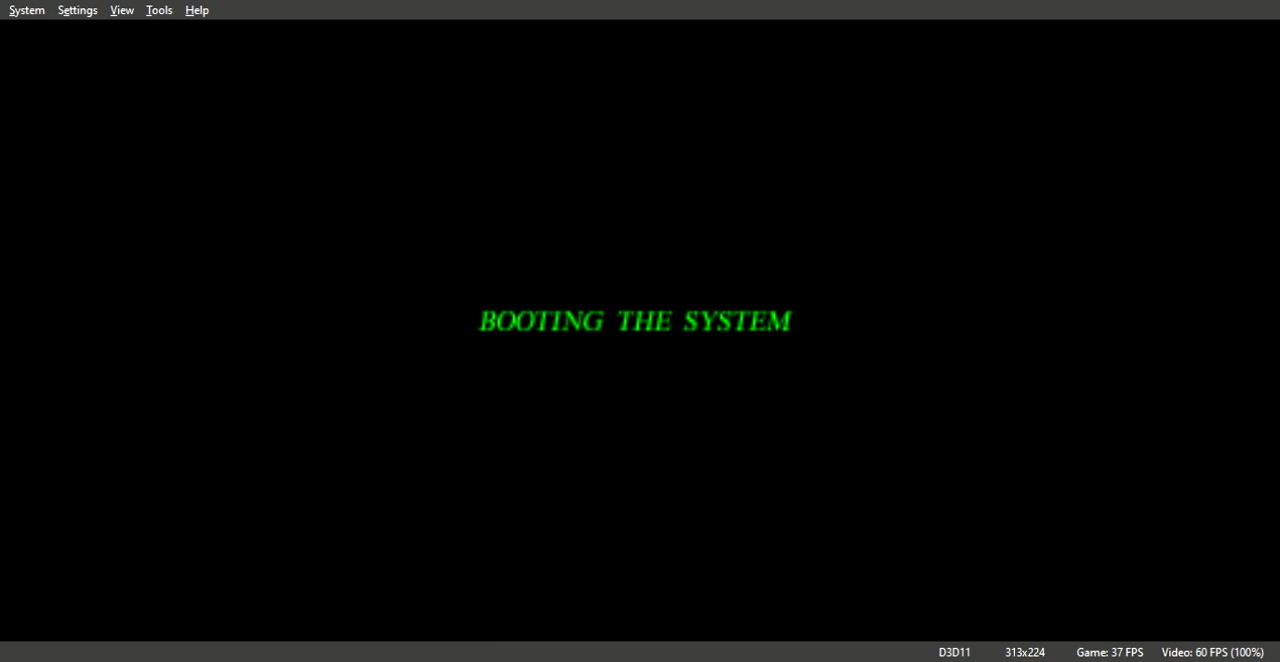 System Settings View Tools Help
BOOTING THE SYSTEM
D3D11 313x224 Game: 37 FPS Video: 60 FPS (100%)